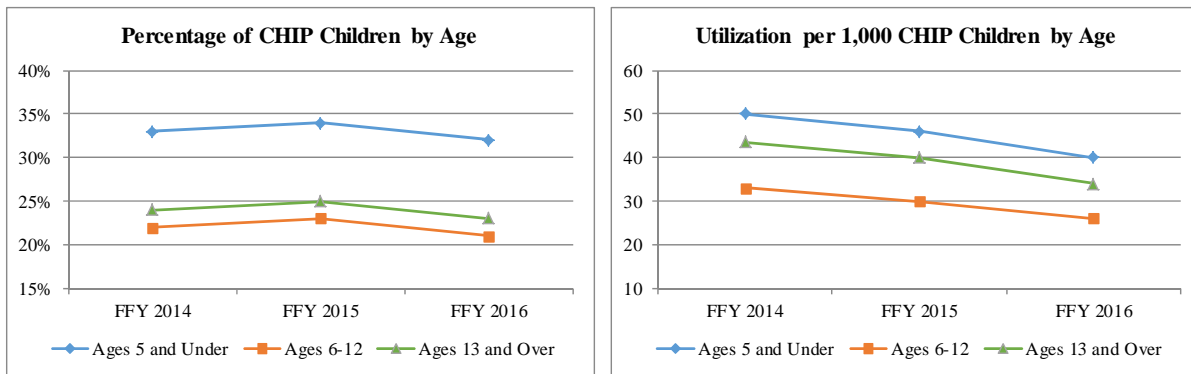 Percentage of CHIP Children by Age
40%
35%
30%
25%
20%
15%
FFY 2014 FFY 2015 FFY 2016
Ages 5 and Under Ages 6-12 Ages 13 and Over
Utilization per 1,000 CHIP Children by Age
60
50
40
30
20
10
FFY 2014 FFY 2015 FFY 2016
Ages 5 and Under Ages 6-12 Ages 13 and Over